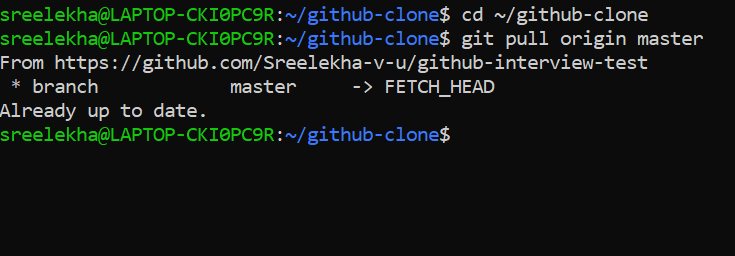 sreelekha@LAPTOP-CKI0PC9R:~/github-clone$ cd ~/github-clone
sreelekha@LAPTOP-CKI0PC9R:~/github-clone$ git pull origin master
From https://github.com/Sreelekha-v-u/github-interview-test
 * branch            master     -> FETCH_HEAD
Already up to date.
sreelekha@LAPTOP-CKI0PC9R:~/github-clone$